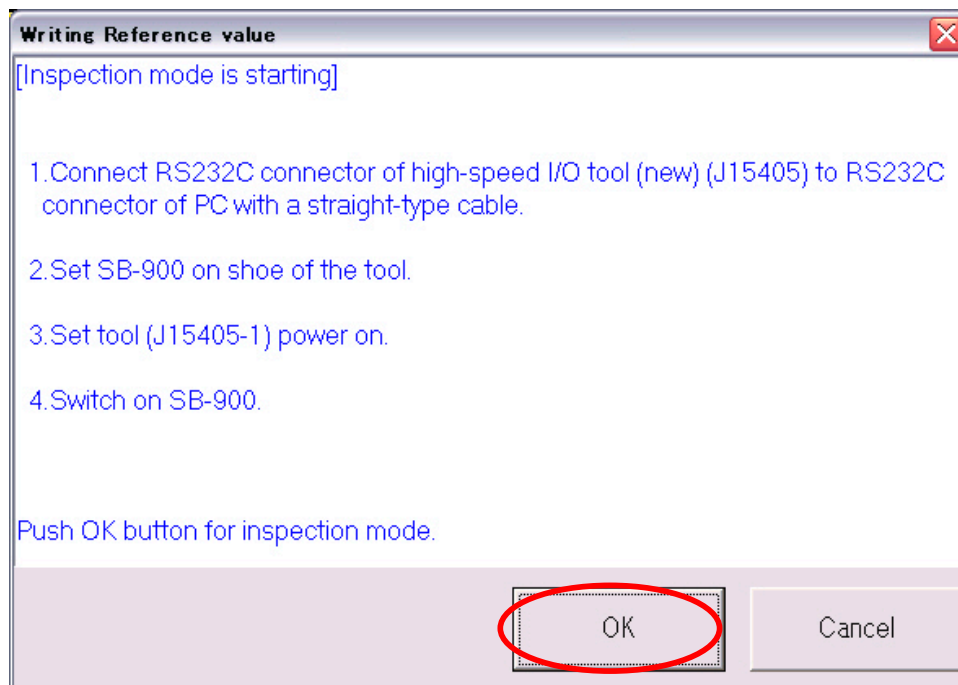 Writing Reference value
[Inspection mode is starting]
1.Connect RS232C connector of high-speed I/O tool (new) (J15405) to RS232C
connector of PC with a straight-type cable.
2.Set SB-900 on shoe of the tool.
3.Set tool (J15405-1) power on.
4.Switch on SB-900.
Push OK button for inspection mode.
OK
Cancel